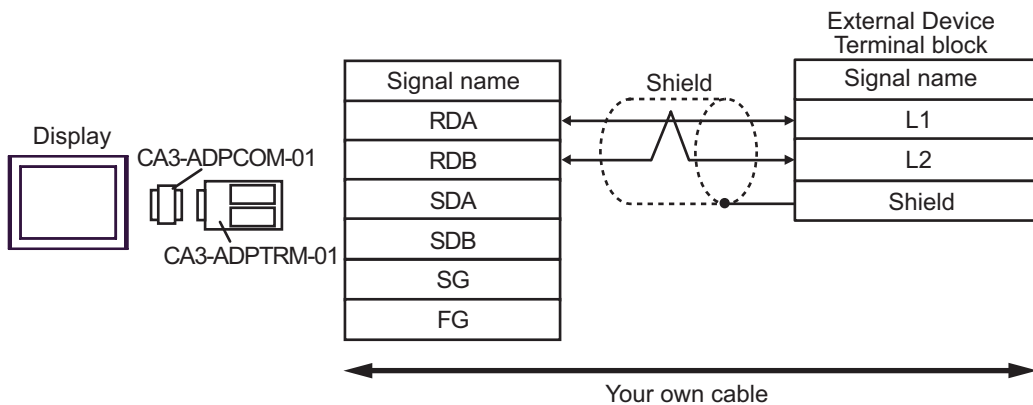 External Device
Terminal block
Signal name
Shield
Signal name
RDA
L1
Display
CA3-ADPCOM-01
RDB
L2
SDA
Shield
SDB
CA3-ADPTRM-01
SG
FG
Your own cable